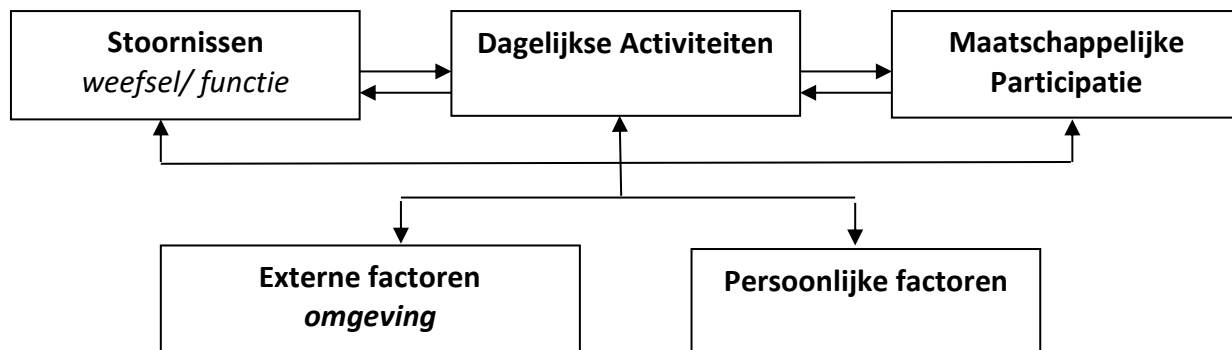 Stoornissen
weefsel/ functie
Dagelijkse Activiteiten
Maatschappelijke
Participatie
Externe factoren
omgeving
Persoonlijke factoren